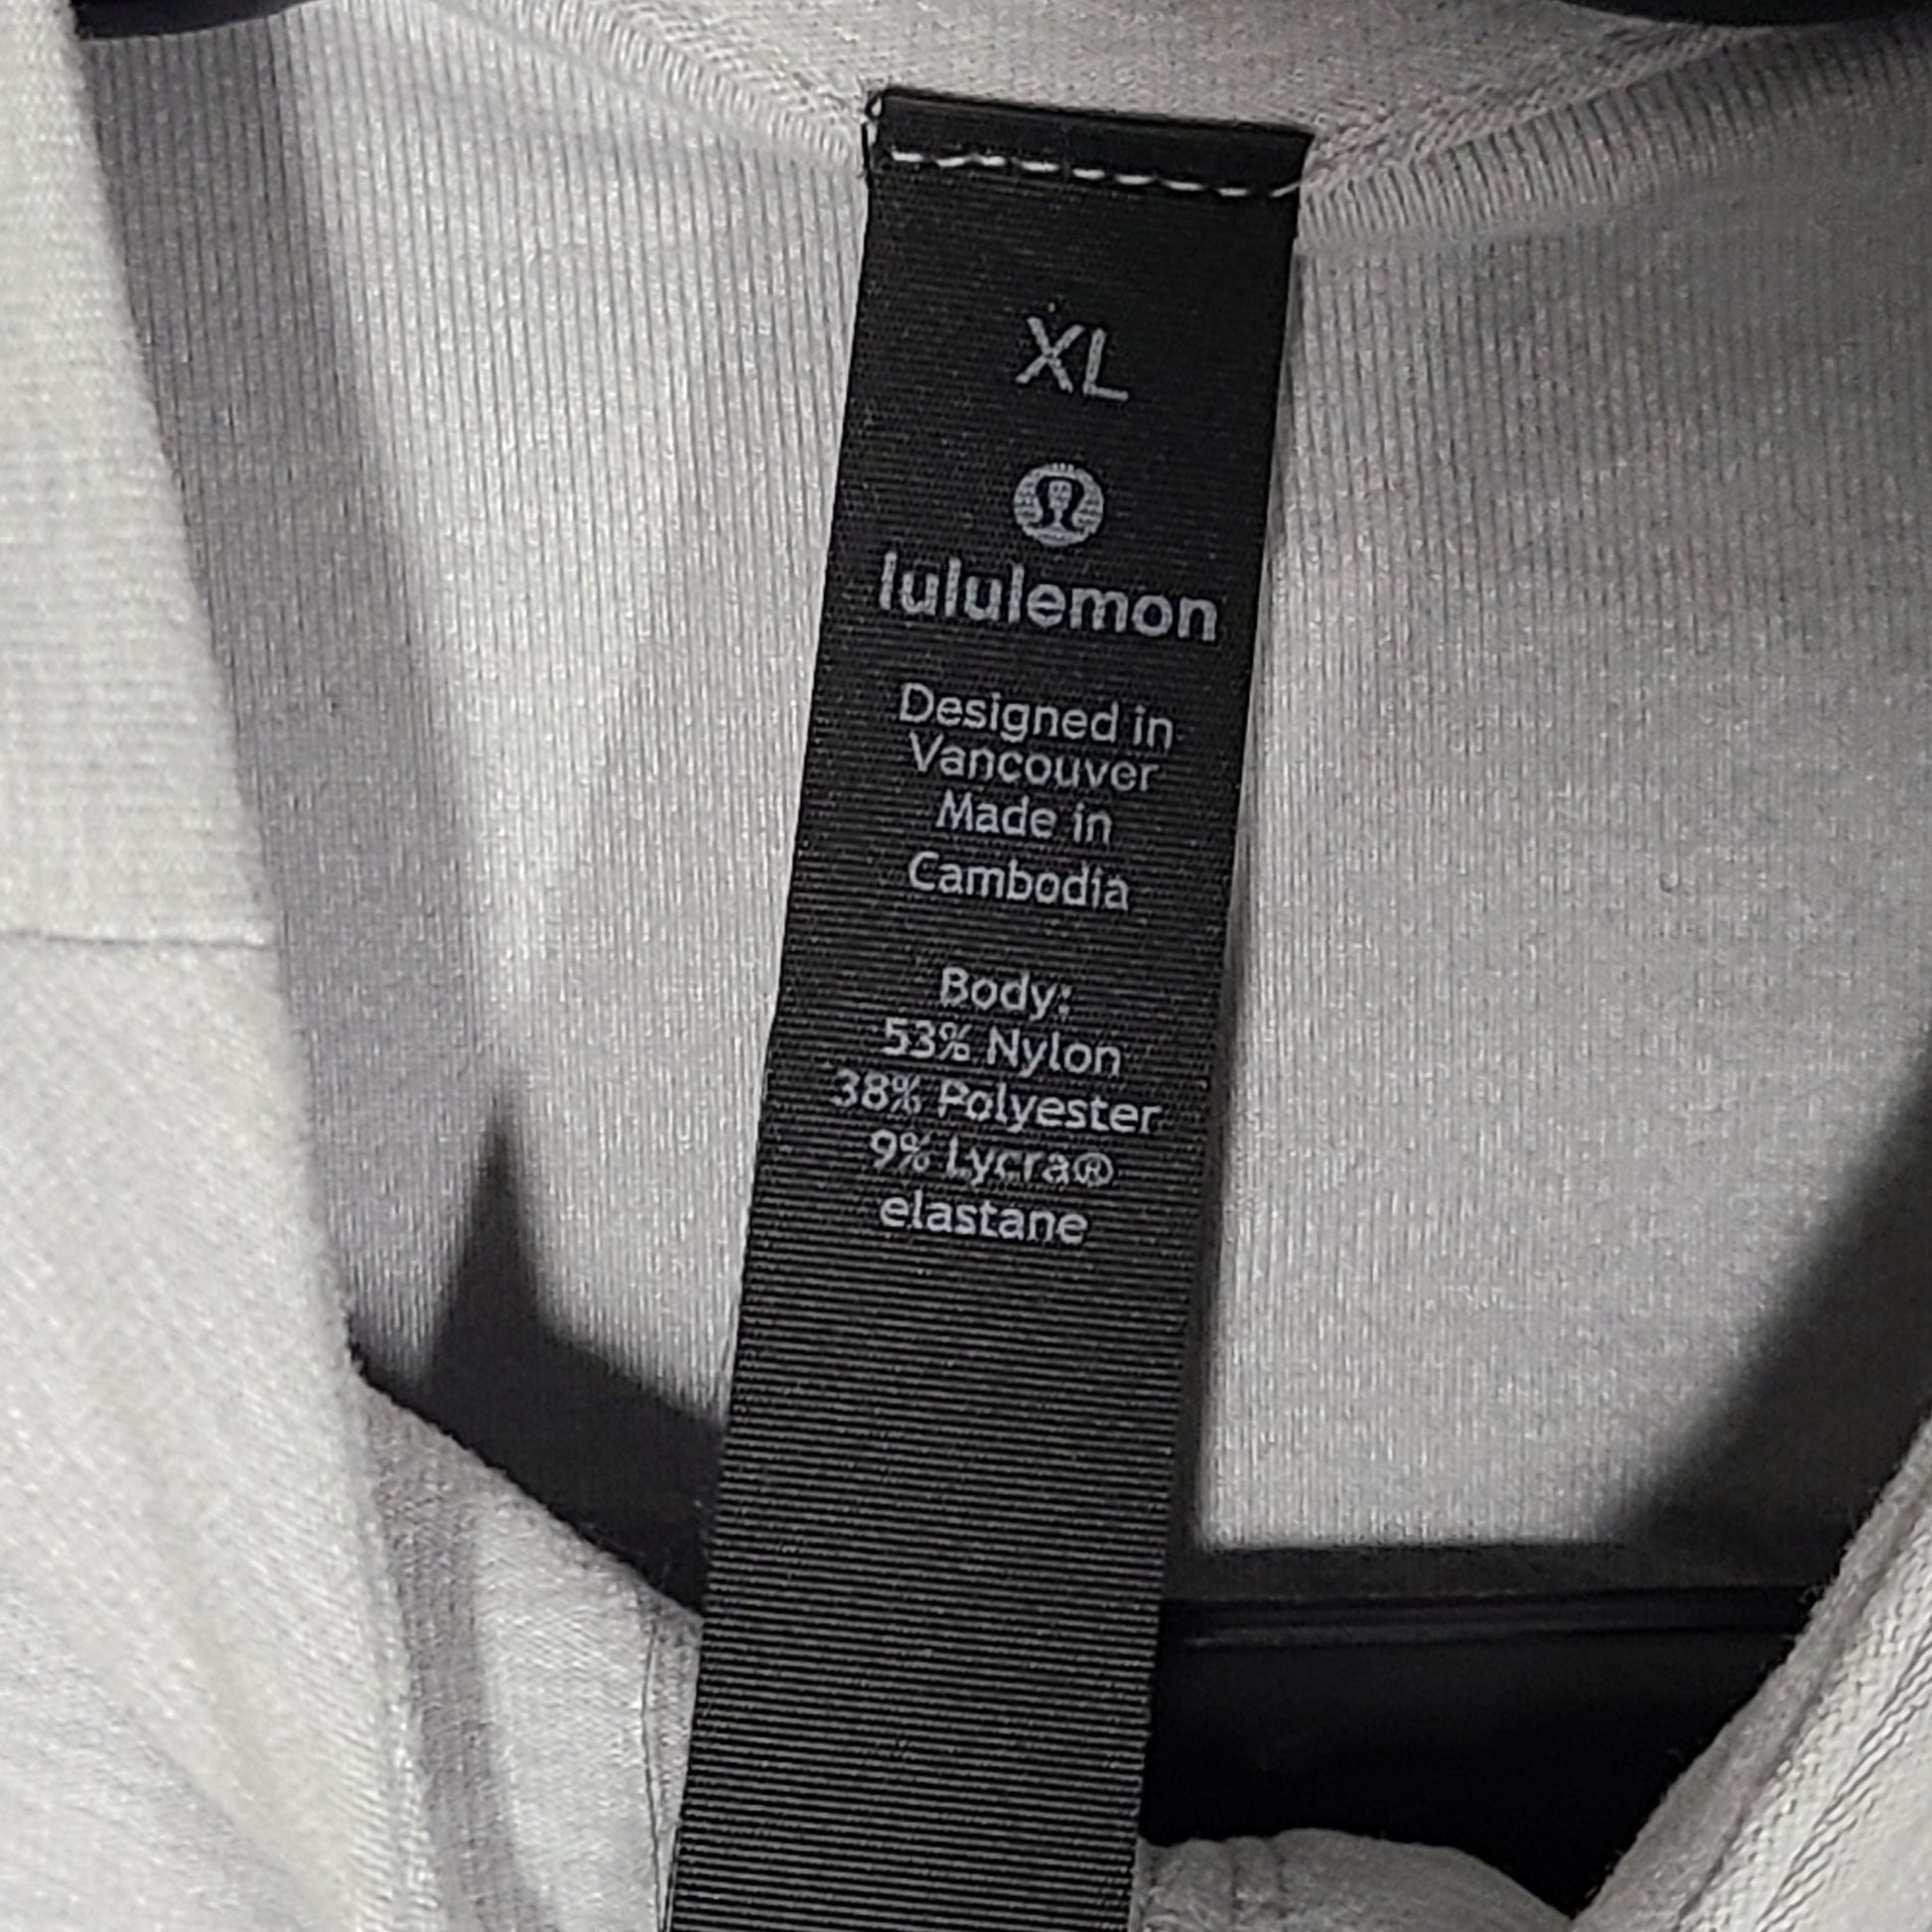 XL
lululemon
Designed in
Vancouver
Made in
Cambodia
Body:
53% Nylon
38% Polyester
9% Lycra®
elastane